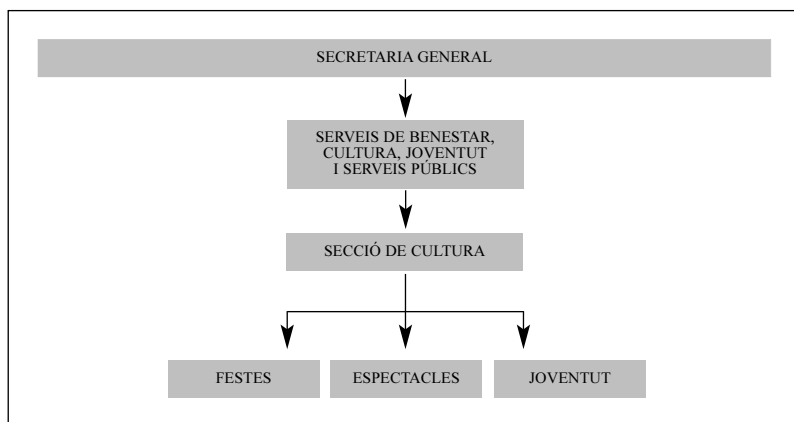 SECRETARIA GENERAL
SERVEIS DE BENESTAR,
CULTURA, JOVENTUT
I SERVEIS PÚBLICS
SECCIÓ DE CULTURA
FESTES
ESPECTACLES
JOVENTUT